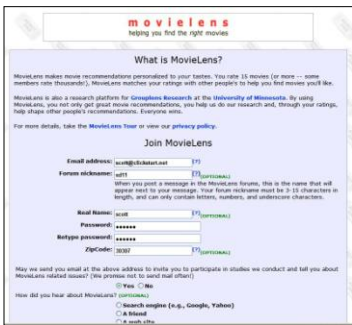 movielens
helping you find the right movies
What is MovieLens?
MovieLens makes movie recommendations personalized to your tastes. You rate 15 movies (or more -- some
members rate thousands!), MovieLens matches your ratings with other people's to help you find movies you'll like.
MovieLens is also a research platform for GroupLens Research at the University of Minnesota. By using
MovieLens, you not only get great movie recommendations, you help us do our research and, through your ratings,
help shape other people's recommendations. Everyone wins.
For more details, take the MovieLens Tour or view our privacy policy.
Join MovieLens
Email address: scott@clickstart.net [?]
Forum nickname: sd11 [?](OPTIONAL)
When you post a message in the MovieLens forums, this is the name that will
appear next to your message. Your forum nickname must be 3-15 characters in
length, and can only contain letters, numbers, and underscore characters.
Real Name: scott [?](OPTIONAL)
Password: ••••••
Retype password: ••••••
ZipCode: 30307 [?](OPTIONAL)
May we send you email at the above address to invite you to participate in studies we conduct and tell you about
MovieLens related issues? (We promise not to send mail often!)
Yes No
How did you hear about MovieLens? (OPTIONAL)
Search engine (e.g., Google, Yahoo)
A friend
A web site